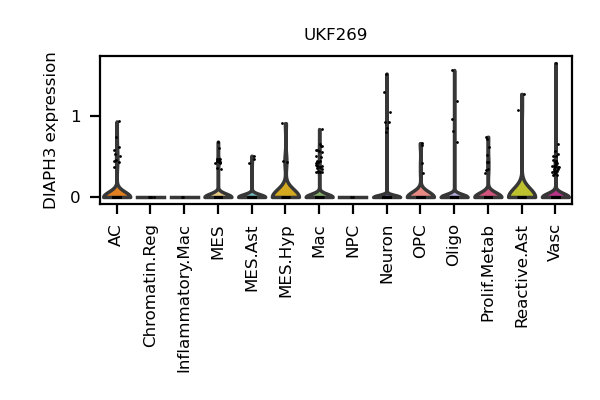 UKF269
DIAPH3 expression
1
0
AC
Chromatin.Reg
Inflammatory.Mac
MES
MES.Ast
MES.Hyp
Mac
NPC
Neuron
OPC
Oligo
Prolif.Metab
Reactive.Ast
Vasc